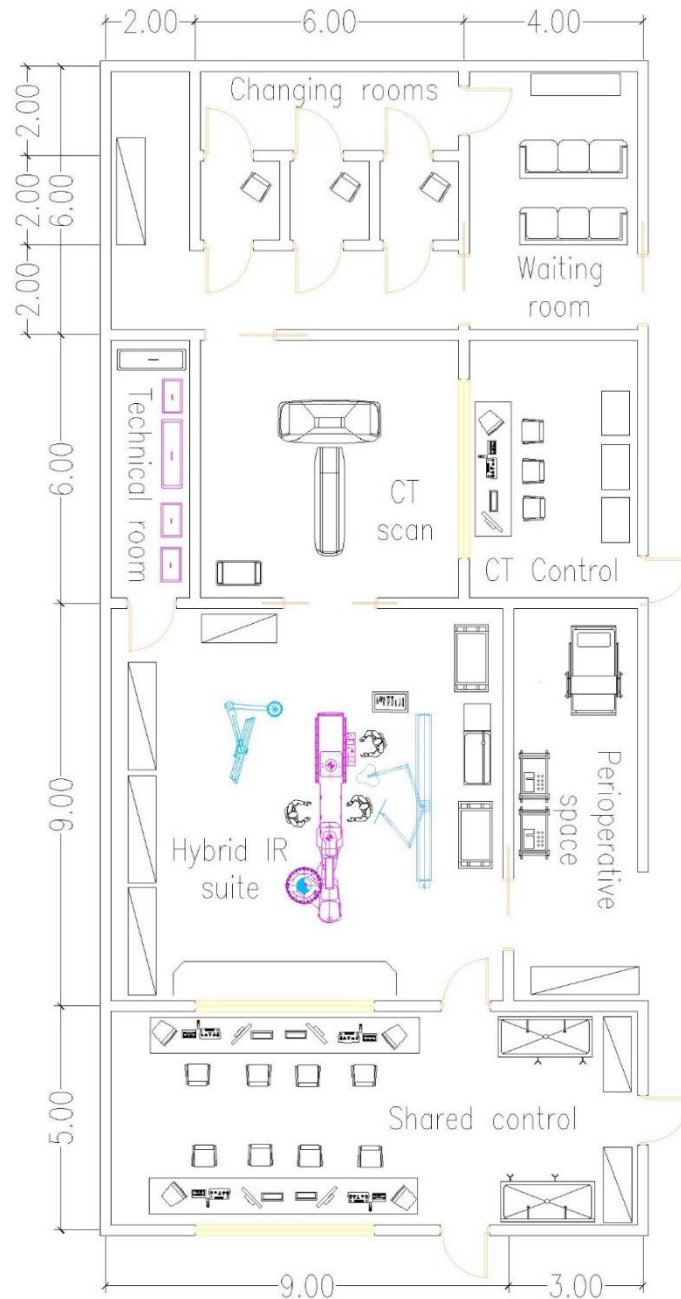 2.00
6.00
4.00
2.00
2.00
2.00
6.00
Changing rooms
Waiting
room
6.00
Technical room
CT
scan
CT Control
9.00
Hybrid IR
suite
Perioperative
space
5.00
Shared control
9.00
3.00